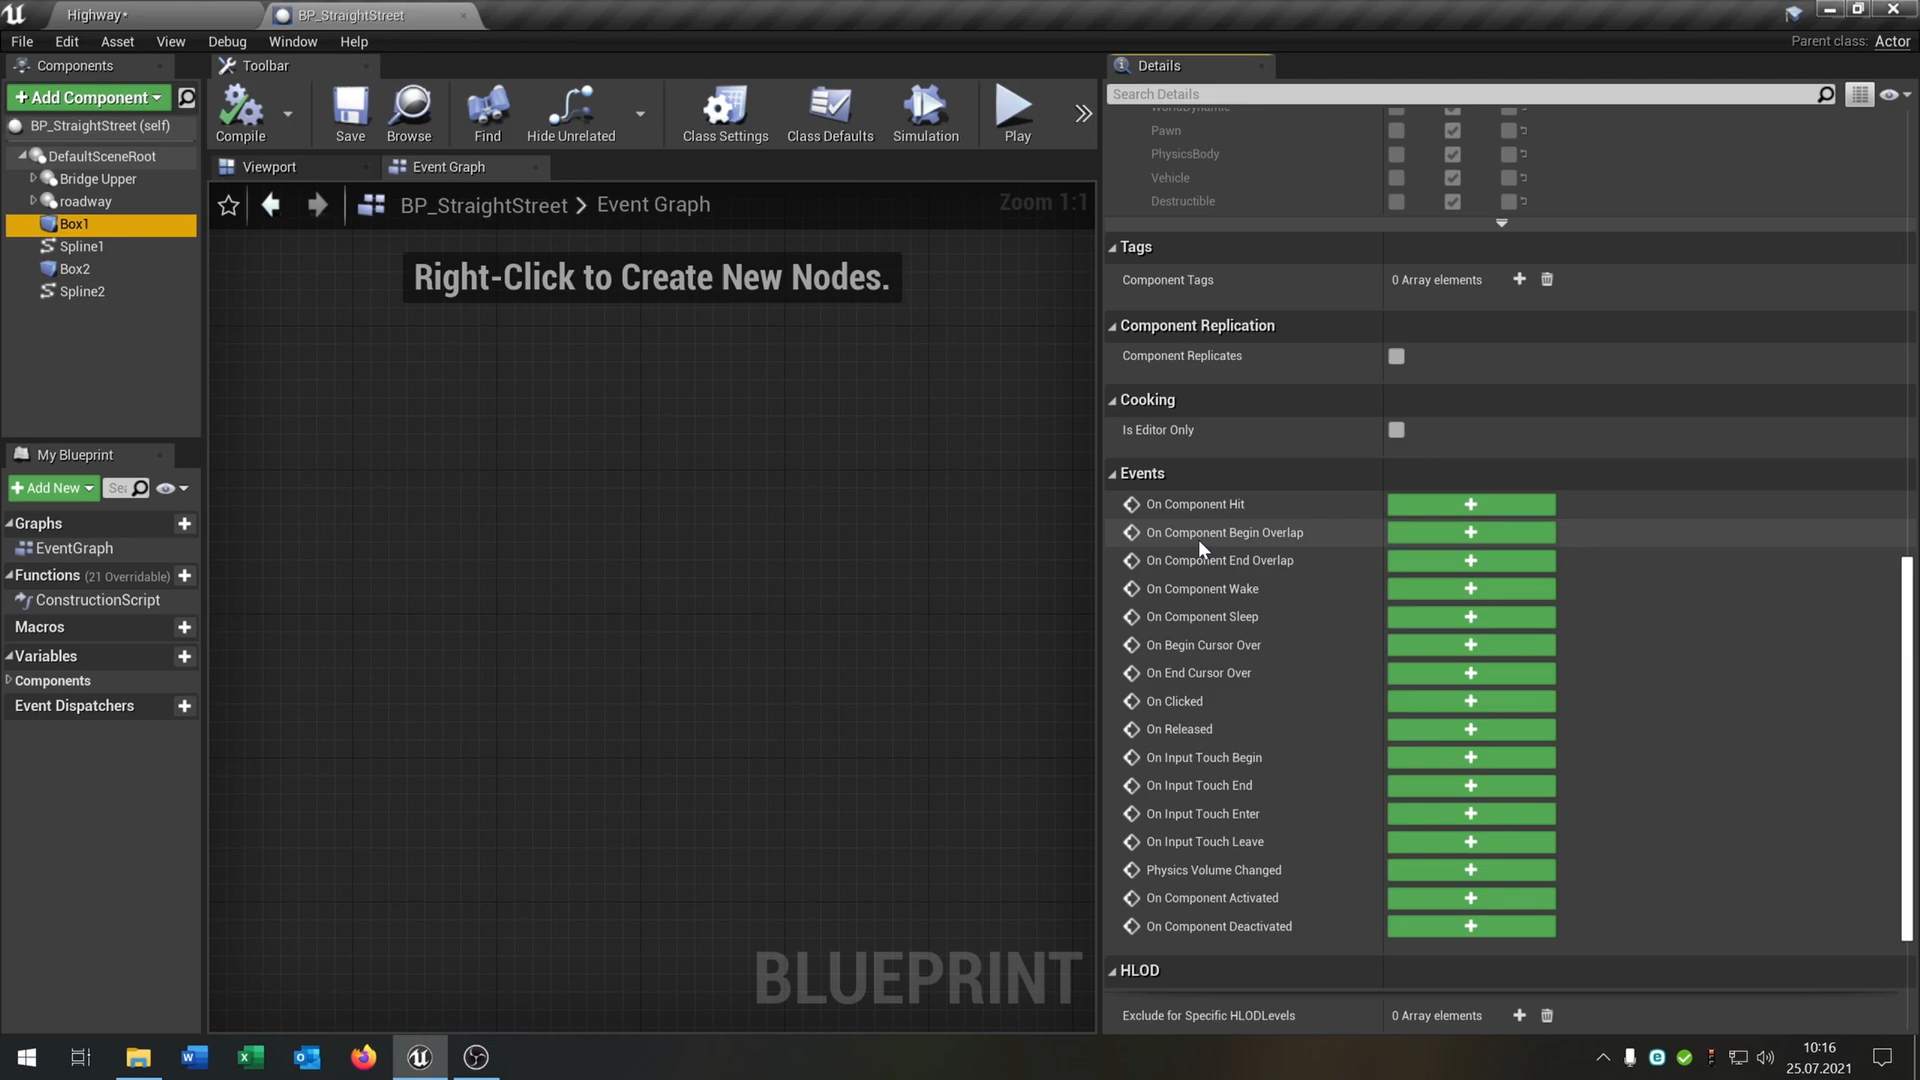 Highway*
BP_StraightStreet
File Edit Asset View Debug Window Help
Parent class: Actor
Components
Toolbar
Details
+ Add Component
Compile
Save
Browse
Find
Hide Unrelated
Class Settings
Class Defaults
Simulation
Play
Search Details
BP_StraightStreet (self)
DefaultSceneRoot
Bridge Upper
roadway
Box1
Spline1
Box2
Spline2
Viewport
Event Graph
BP_StraightStreet > Event Graph
Zoom 1:1
Right-Click to Create New Nodes.
BLUEPRINT
My Blueprint
+ Add New
Sea
Graphs
EventGraph
Functions (21 Overridable)
ConstructionScript
Macros
Variables
Components
Event Dispatchers
WorldDynamic
Pawn
PhysicsBody
Vehicle
Destructible
Tags
Component Tags
0 Array elements
Component Replication
Component Replicates
Cooking
Is Editor Only
Events
On Component Hit
On Component Begin Overlap
On Component End Overlap
On Component Wake
On Component Sleep
On Begin Cursor Over
On End Cursor Over
On Clicked
On Released
On Input Touch Begin
On Input Touch End
On Input Touch Enter
On Input Touch Leave
Physics Volume Changed
On Component Activated
On Component Deactivated
HLOD
Exclude for Specific HLODLevels
0 Array elements
10:16
25.07.2021